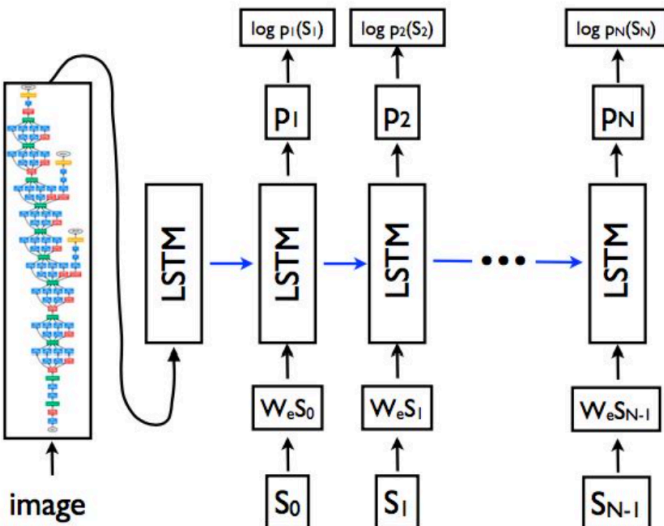 log p₁(S₁) log p₂(S₂) log pN(SN)
p₁ p₂ pN
LSTM LSTM LSTM LSTM
WeS₀ WeS₁ WeSN-1
image S₀ S₁ SN-1